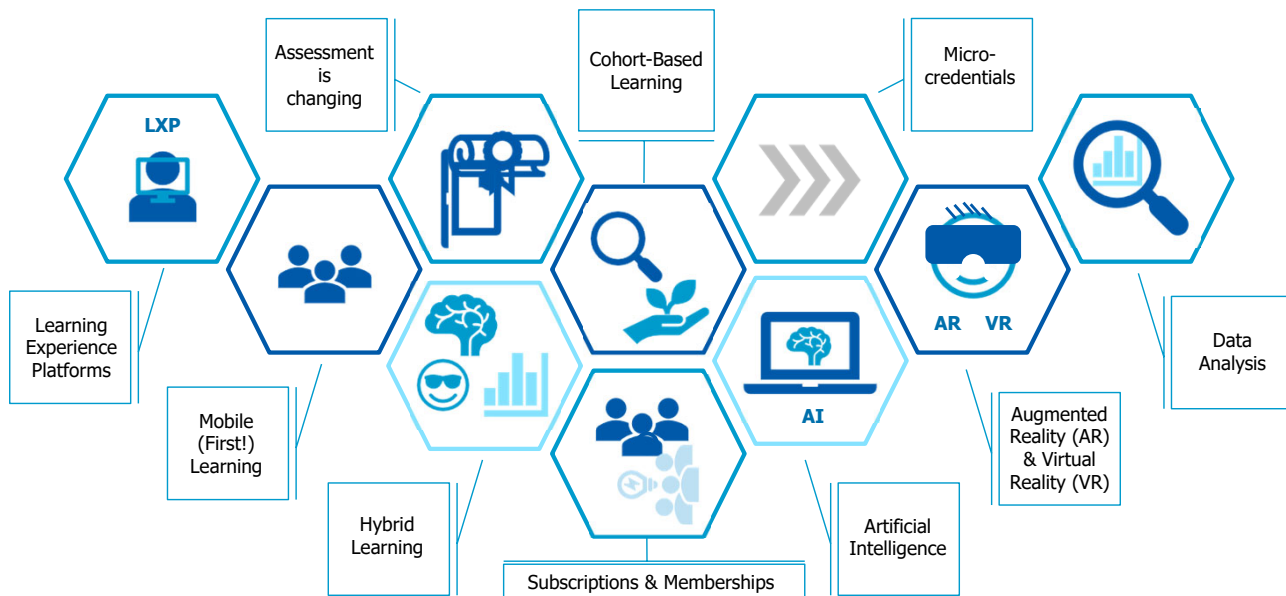 Assessment
is
changing
Cohort-Based
Learning
Micro-
credentials
LXP
AR VR
AI
Learning
Experience
Platforms
Mobile
(First!)
Learning
Hybrid
Learning
Subscriptions & Memberships
Artificial
Intelligence
Augmented
Reality (AR)
& Virtual
Reality (VR)
Data
Analysis